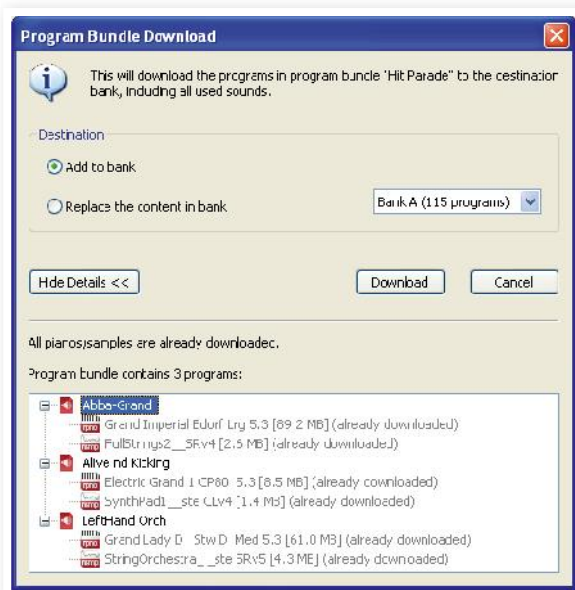 Program Bundle Download
This will download the programs in program bundle "Hit Parade" to the destination
bank, including all used sounds.
Destination
Add to bank
Replace the content in bank
Bank A (115 programs)
Hide Details <<
Download
Cancel
All pianos/samples are already downloaded.
Program bundle contains 3 programs:
Abba-Grand
Grand Imperial Edorf Lrg 5.3 [89.2 MB] (already downloaded)
FullStrings2__SRv4 [2.5 MB] (already downloaded)
Alive nd Kicking
Electric Grand 1 CP80 5.3 [8.5 MB] (already downloaded)
SynthPad1__ste CLv4 [1.4 MB] (already downloaded)
LeftHand Orch
Grand Lady D Stw D Med 5.3 [61.0 MB] (already downloaded)
StringOrchestra__ste SRv5 [4.3 MB] (already downloaded)